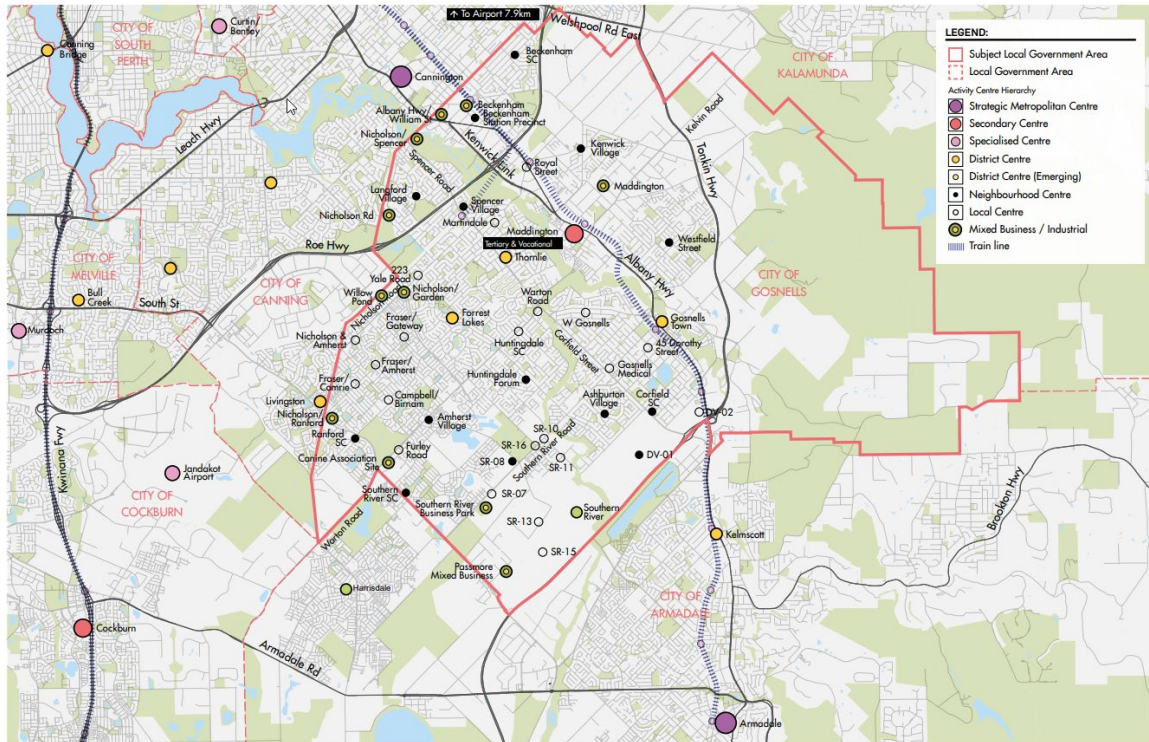 ↑ To Airport 7.9km
Welshpool Rd East
CITY OF
SOUTH
PERTH
Curtin/
Bentley
Canning
Bridge
Beckenham
SC
Cannington
CITY OF
KALAMUNDA
LEGEND:
Subject Local Government Area
Local Government Area
Activity Centre Hierarchy
Strategic Metropolitan Centre
Secondary Centre
Specialised Centre
District Centre
District Centre (Emerging)
Neighbourhood Centre
Local Centre
Mixed Business / Industrial
Train line
Leach Hwy
Albany Hwy/
William St
Beckenham
Beckenham
Station Precinct
Nicholson/
Spencer
Kenwick Link
Kelvin Road
Tonkin Hwy
Kenwick
Village
Royal
Street
Spencer Road
Langford
Village
Maddington
Spencer
Village
Nicholson Rd
Martindale
Maddington
Tertiary & Vocational
Roe Hwy
Westfield
Street
Thornlie
Albany Hwy
CITY OF
MELVILLE
CITY OF
CANNING
CITY OF
GOSNELLS
223
Yale Road
Willow
Pond
Nicholson Road
Nicholson/
Garden
Bull
Creek
South St
Murdoch
Fraser/
Gateway
Forrest
Lakes
Warton
Road
W Gosnells
Gosnells
Town
Nicholson &
Amherst
Huntingdale
SC
Corfield Street
45 Dorothy
Street
Fraser/
Amherst
Gosnells
Medical
Fraser/
Camrie
Huntingdale
Forum
Livingston
Campbell/
Birnam
Ashburton
Village
Corfield
SC
DV-02
Nicholson/
Ranford
Amherst
Village
Ranford
SC
SR-10
SR-16
Southern River Road
Furley
Road
Canine Association
Site
SR-08
SR-11
DV-01
Kwinana Fwy
Jandakot
Airport
CITY OF
COCKBURN
Southern
River SC
SR-07
Southern River
Business Park
Southern
River
SR-13
Warton Road
Kelmscott
Brookton Hwy
SR-15
Passmore
Mixed Business
Harrisdale
CITY OF
ARMADALE
Cockburn
Armadale Rd
Armadale